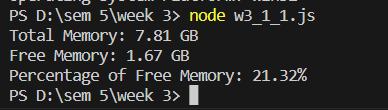 PS D:\sem 5\week 3> node w3_1_1.js
Total Memory: 7.81 GB
Free Memory: 1.67 GB
Percentage of Free Memory: 21.32%
PS D:\sem 5\week 3>